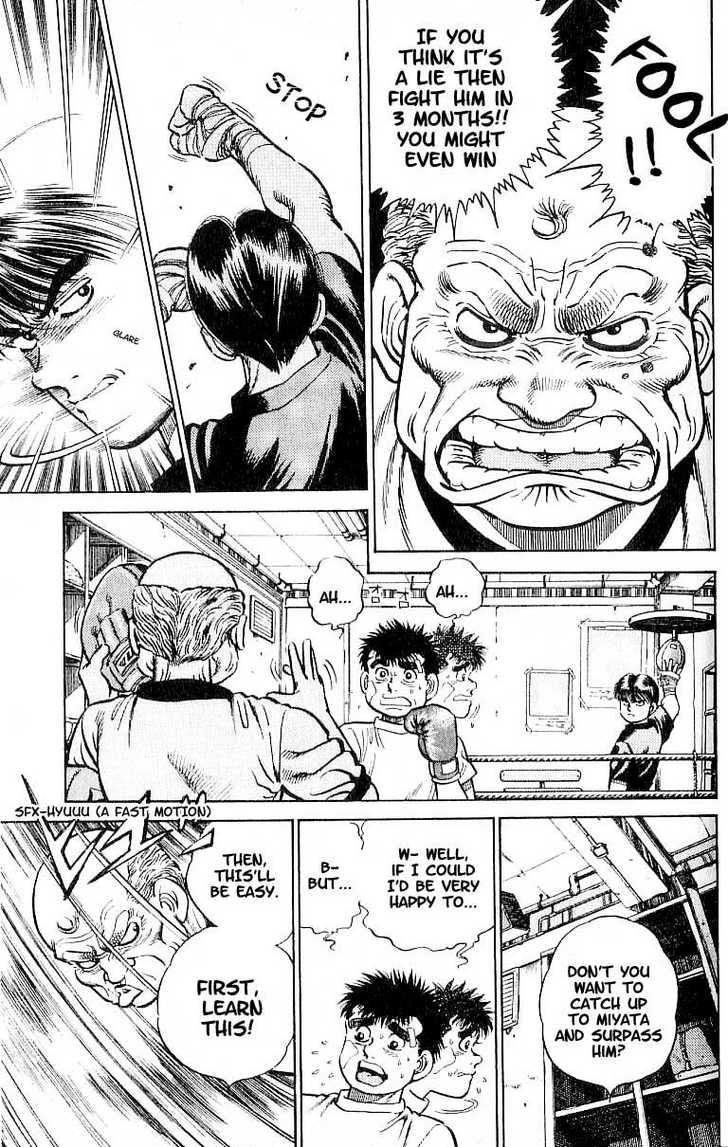 FOOL
!!
IF YOU
THINK IT'S
A LIE THEN
FIGHT HIM IN
3 MONTHS!!
YOU MIGHT
EVEN WIN
STOP
GLARE
AH...
AH...
DON'T YOU
WANT TO
CATCH UP
TO MIYATA
AND SURPASS
HIM?
W- WELL,
IF I COULD
I'D BE VERY
HAPPY TO...
B-
BUT...
SFX-HYUUU (A FAST MOTION)
THEN,
THIS'LL
BE EASY.
FIRST,
LEARN
THIS!